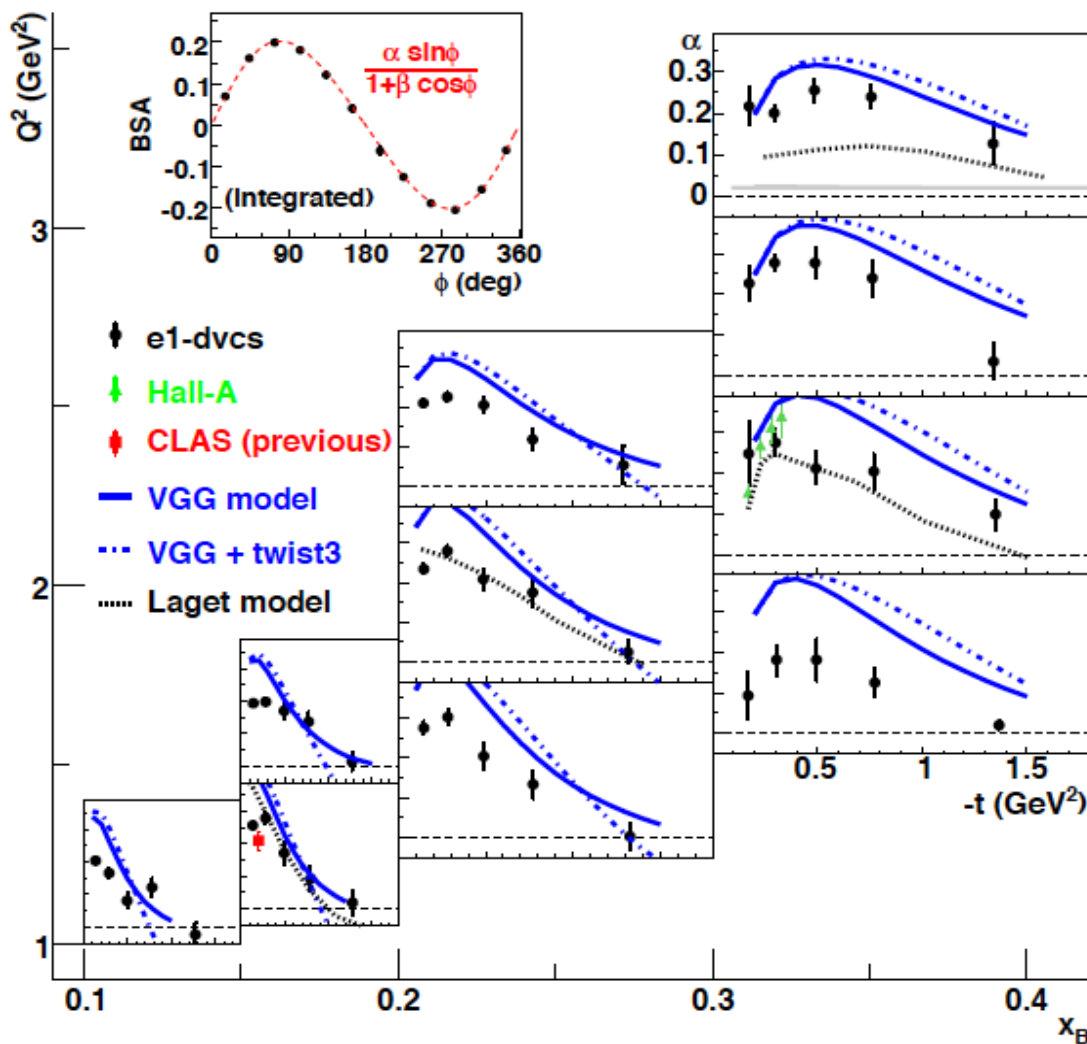 Q² (GeV²)
3
2
1
BSA
0.2
0.1
0
-0.1
-0.2
α sinφ
1+β cosφ
(Integrated)
0 90 180 270 360
φ (deg)
e1-dvcs
Hall-A
CLAS (previous)
VGG model
VGG + twist3
Laget model
α
0.3
0.2
0.1
0
0.5 1 1.5
-t (GeV²)
0.1 0.2 0.3 0.4
x_B